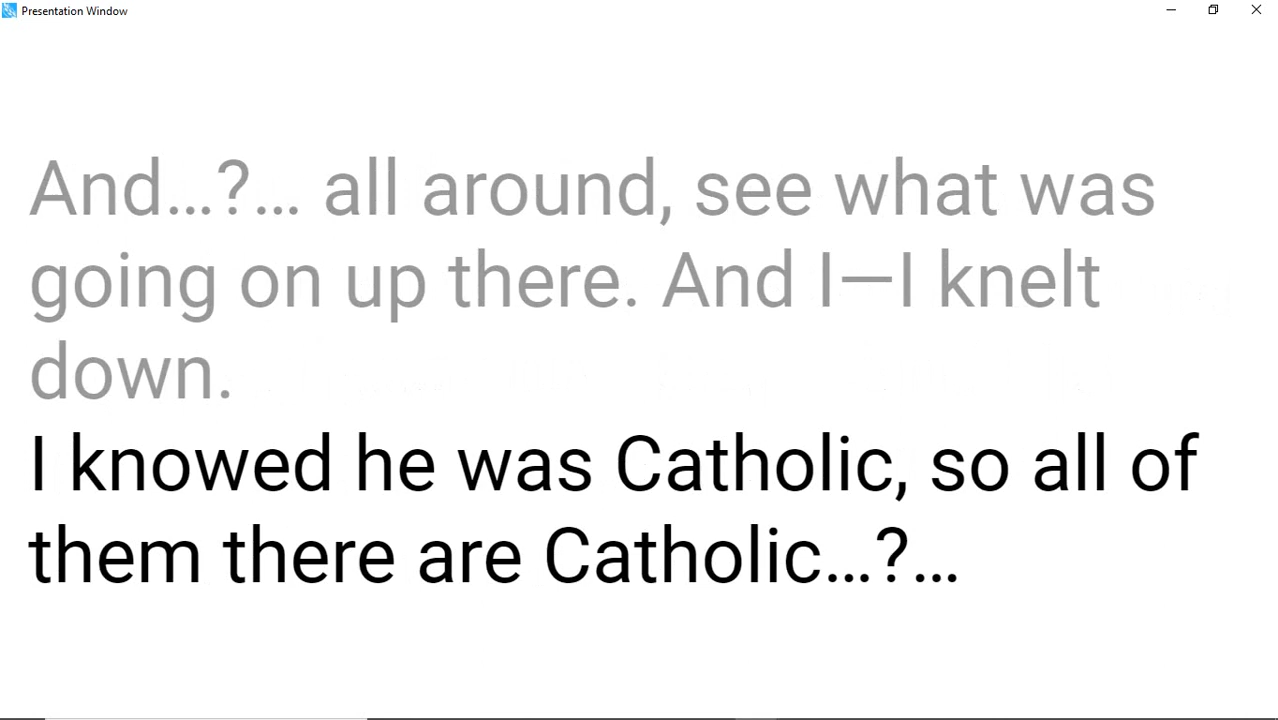 Presentation Window
And…?… all around, see what was
going on up there. And I—I knelt
down.
I knowed he was Catholic, so all of
them there are Catholic…?…